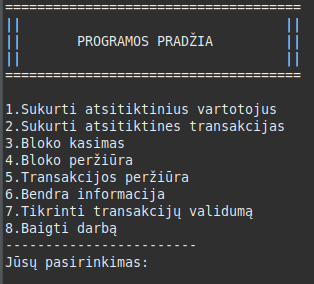 =====================================
||                                 ||
||       PROGRAMOS PRADŽIA         ||
||                                 ||
=====================================
1.Sukurti atsitiktinius vartotojus
2.Sukurti atsitiktines transakcijas
3.Bloko kasimas
4.Bloko peržiūra
5.Transakcijos peržiūra
6.Bendra informacija
7.Tikrinti transakcijų validumą
8.Baigti darbą
------------------------
Jūsų pasirinkimas: